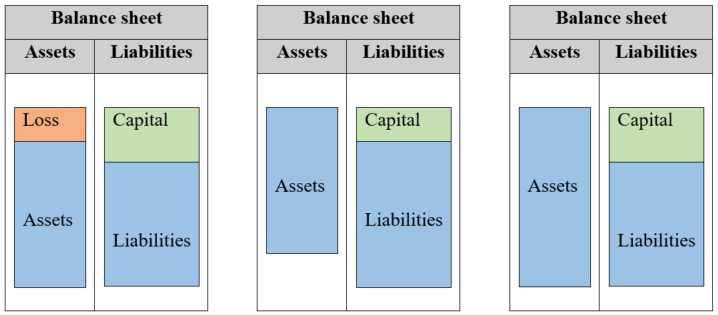 Balance sheet
Assets Liabilities
Loss Capital
Assets
Liabilities
Balance sheet
Assets Liabilities
Capital
Assets
Liabilities
Balance sheet
Assets Liabilities
Capital
Assets
Liabilities